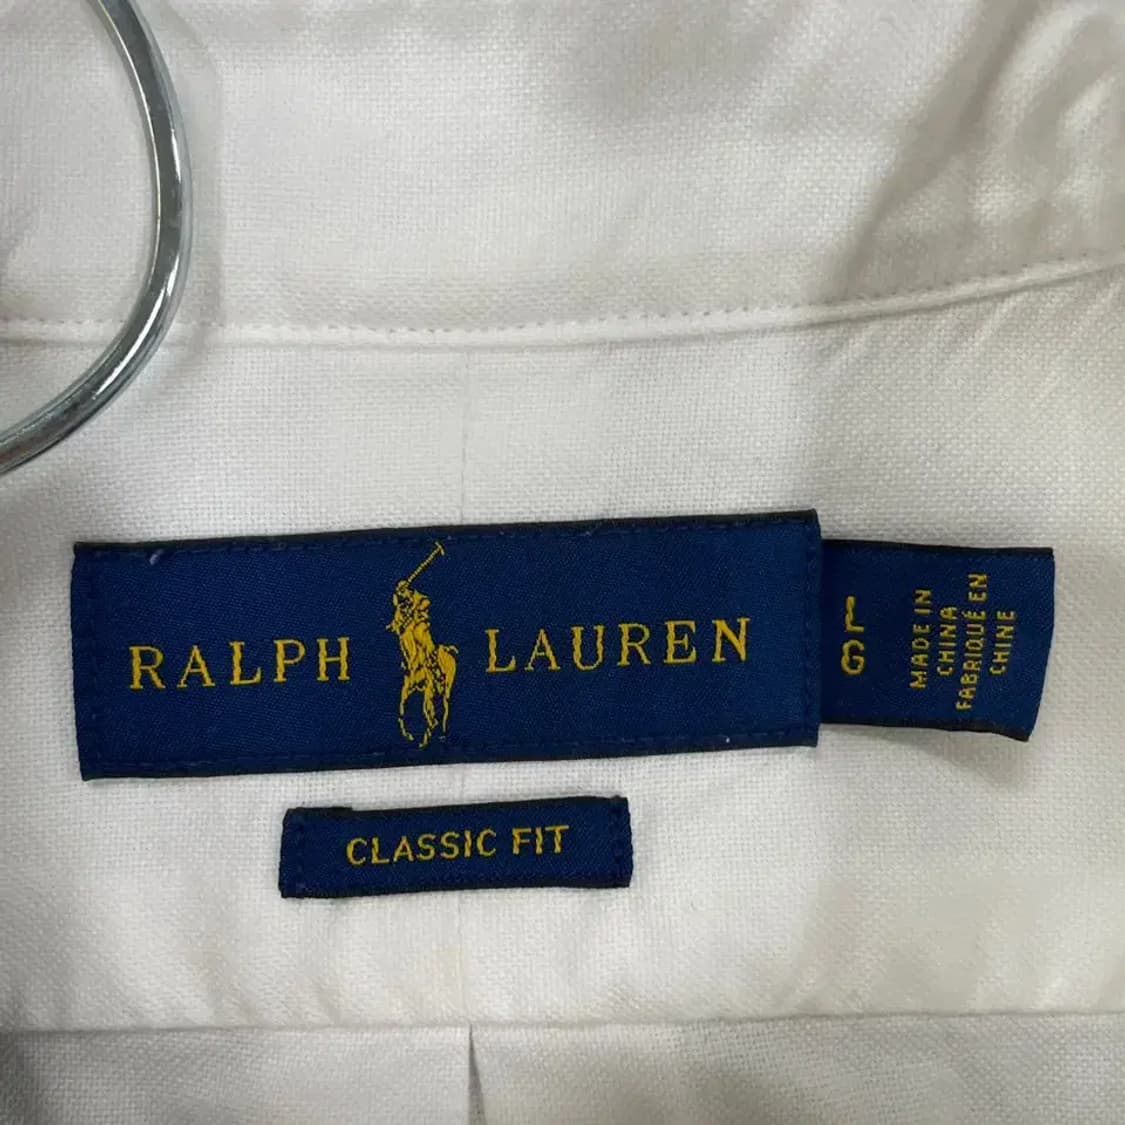 RALPH LAUREN
CLASSIC FIT
G L
MADE IN
CHINA
FABRIQUÉ EN
CHINE